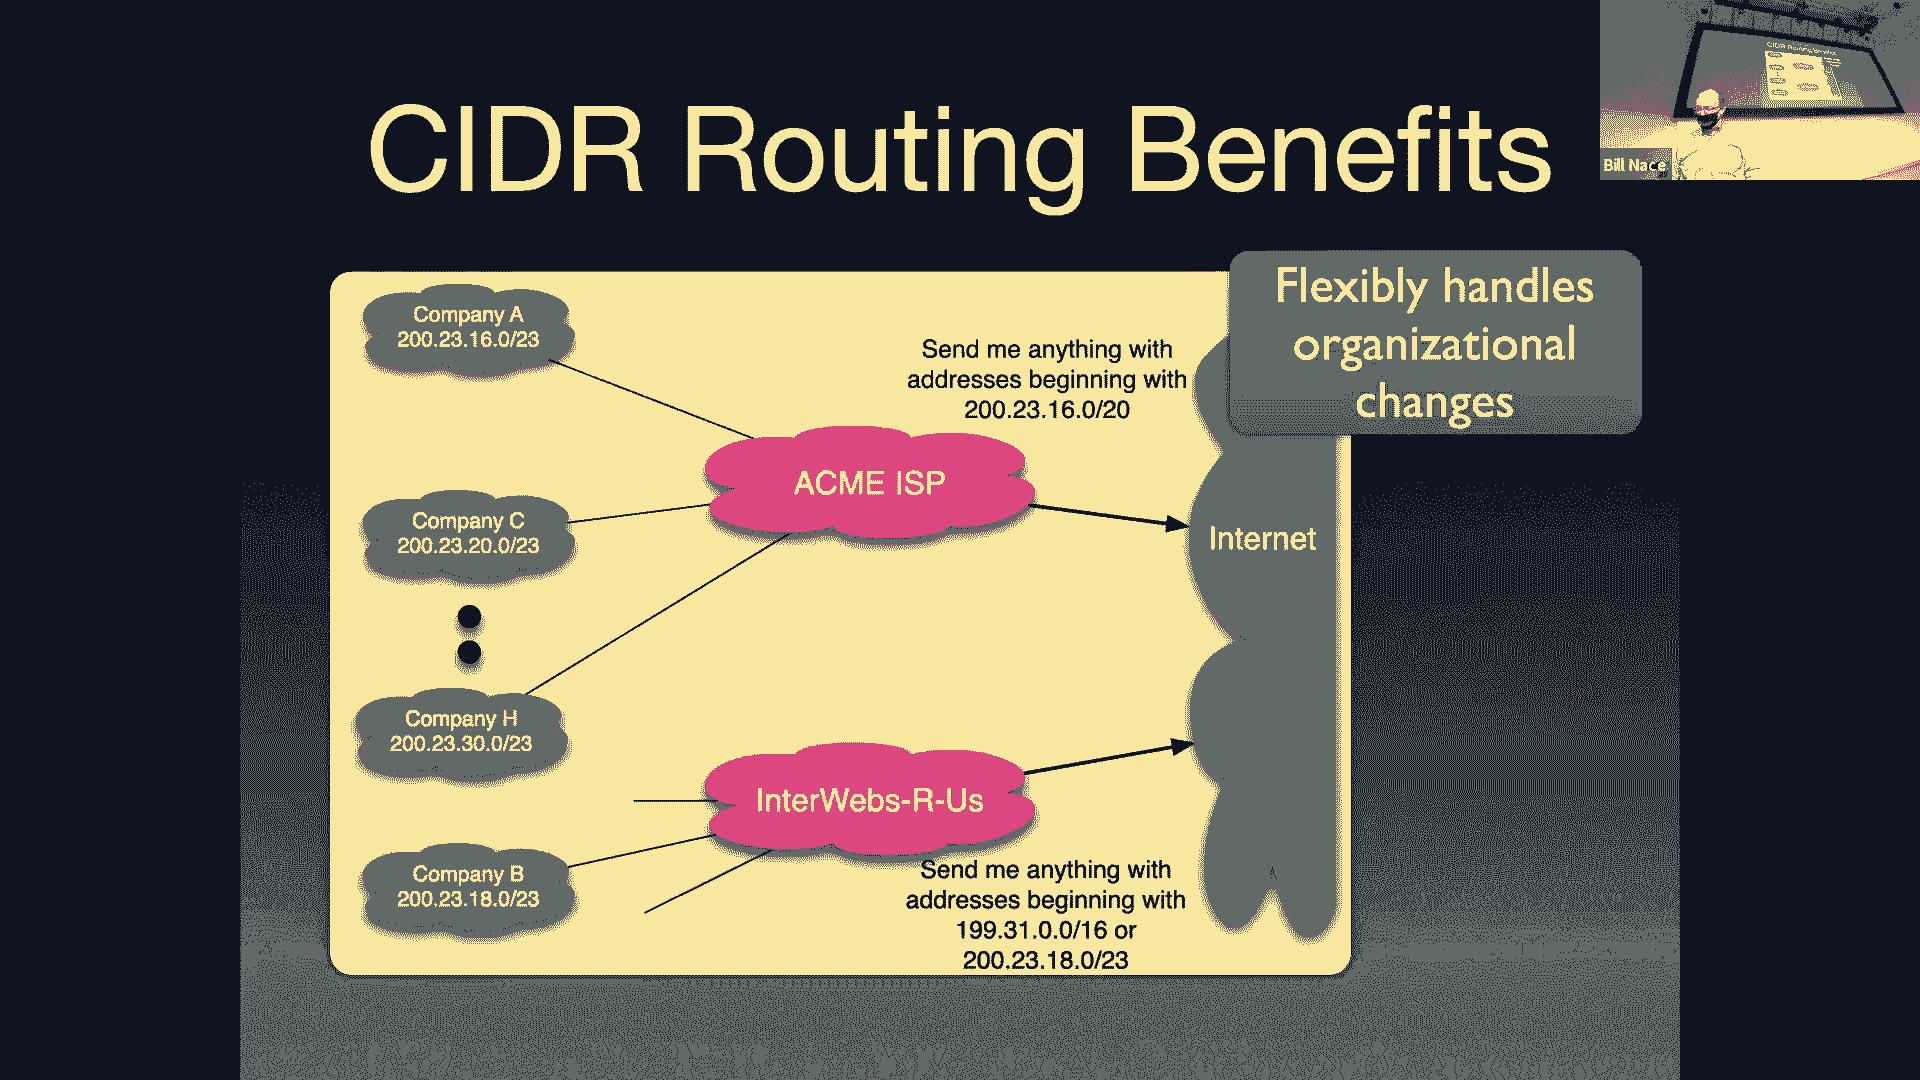 CIDR Routing Benefits
Bill Nace
Flexibly handles
organizational
changes
Company A
200.23.16.0/23
Send me anything with
addresses beginning with
200.23.16.0/20
ACME ISP
Company C
200.23.20.0/23
Internet
Company H
200.23.30.0/23
InterWebs-R-Us
Company B
200.23.18.0/23
Send me anything with
addresses beginning with
199.31.0.0/16 or
200.23.18.0/23